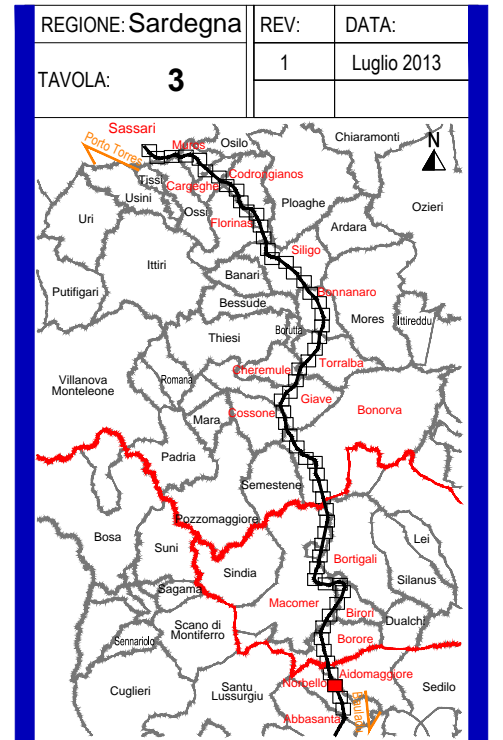 REGIONE: Sardegna
REV:
DATA:
TAVOLA: 3
1
Luglio 2013
Sassari
Porto Torres
Muros
Osilo
Chiaramonti
N
Tissi
Cargeghe
Codrongianos
Usini
Ossi
Ploaghe
Ozieri
Uri
Florinas
Ardara
Siligo
Ittiri
Banari
Putifigari
Bessude
Bonnanaro
Thiesi
Borutta
Mores
Ittireddu
Torralba
Cheremule
Villanova
Monteleone
Romana
Giave
Bonorva
Cossone
Mara
Padria
Semestene
Pozzomaggiore
Bosa
Suni
Lei
Bortigali
Sindia
Silanus
Sagama
Macomer
Birori
Dualchi
Scano di
Montiferro
Sennariolo
Borore
Aidomaggiore
Norbello
Cuglieri
Santu
Lussurgiu
Sedilo
Abbasanta